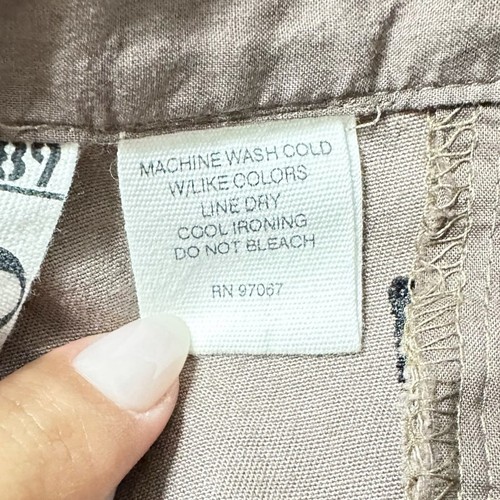 MACHINE WASH COLD
W/LIKE COLORS
LINE DRY
COOL IRONING
DO NOT BLEACH
RN 97067